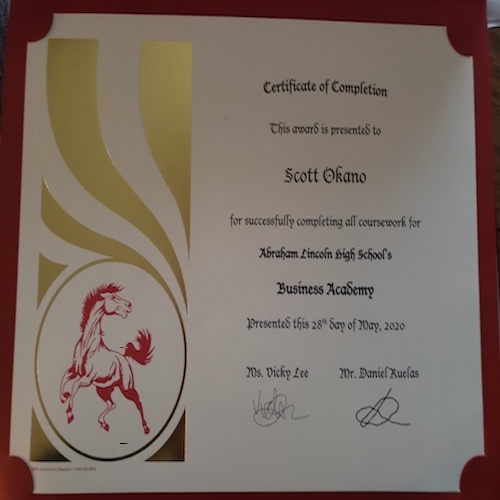 Certificate of Completion
This award is presented to
Scott Okano
for successfully completing all coursework for
Abraham Lincoln High School's
Business Academy
Presented this 28th day of May, 2020
Ms. Vicky Lee Mr. Daniel Ruelas